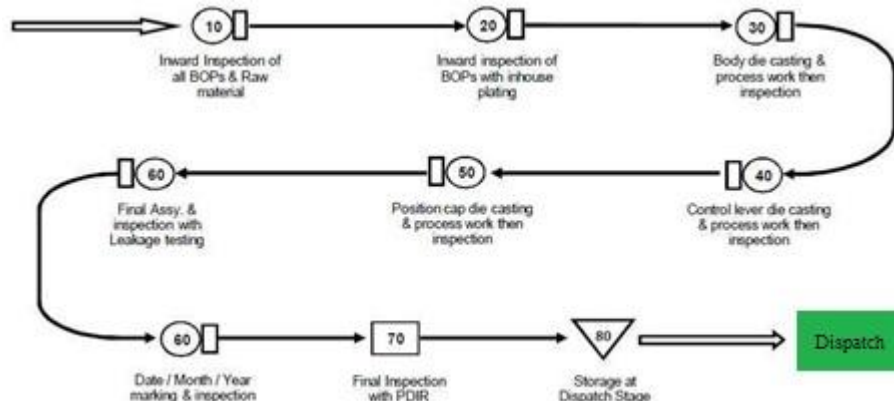 10
Inward Inspection of
all BOPs & Raw
material
20
Inward inspection of
BOPs with inhouse
plating
30
Body die casting &
process work then
inspection
60
Final Assy. &
inspection with
Leakage testing
50
Position cap die casting
& process work then
inspection
40
Control lever die casting
& process work then
inspection
60
Date / Month / Year
marking & inspection
70
Final Inspection
with PDIR
80
Storage at
Dispatch Stage
Dispatch